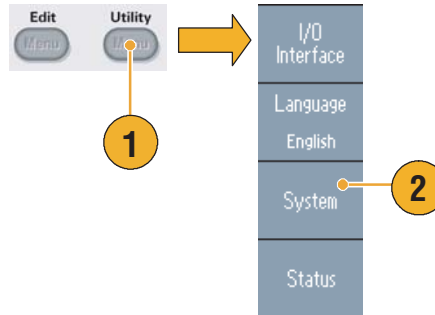 Edit Utility
Menu Menu
1
I/O
Interface
Language
English
System
2
Status